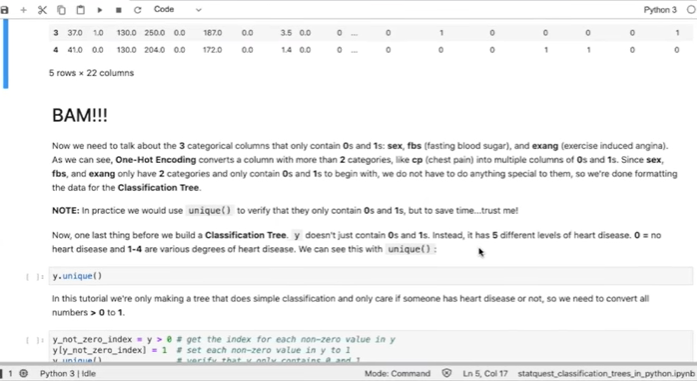 Code
Python 3
3 37.0 1.0 130.0 250.0 0.0 187.0 0.0 3.5 0.0 0 ... 0 1 0 0 0 1
4 41.0 0.0 130.0 204.0 0.0 172.0 0.0 1.4 0.0 0 ... 0 0 1 1 0 0
5 rows × 22 columns
BAM!!!
Now we need to talk about the 3 categorical columns that only contain 0s and 1s: sex, fbs (fasting blood sugar), and exang (exercise induced angina).
As we can see, One-Hot Encoding converts a column with more than 2 categories, like cp (chest pain) into multiple columns of 0s and 1s. Since sex,
fbs, and exang only have 2 categories and only contain 0s and 1s to begin with, we do not have to do anything special to them, so we're done formatting
the data for the Classification Tree.
NOTE: In practice we would use unique() to verify that they only contain 0s and 1s, but to save time...trust me!
Now, one last thing before we build a Classification Tree. y doesn't just contain 0s and 1s. Instead, it has 5 different levels of heart disease. 0 = no
heart disease and 1-4 are various degrees of heart disease. We can see this with unique() :
[ ]: y.unique()
In this tutorial we're only making a tree that does simple classification and only care if someone has heart disease or not, so we need to convert all
numbers > 0 to 1.
[ ]: y_not_zero_index = y > 0 # get the index for each non-zero value in y
y[y_not_zero_index] = 1 # set each non-zero value in y to 1
y.unique() # verify that y only contains 0 and 1.
1 Python 3 | Idle Mode: Command Ln 5, Col 17 statquest_classification_trees_in_python.ipynb